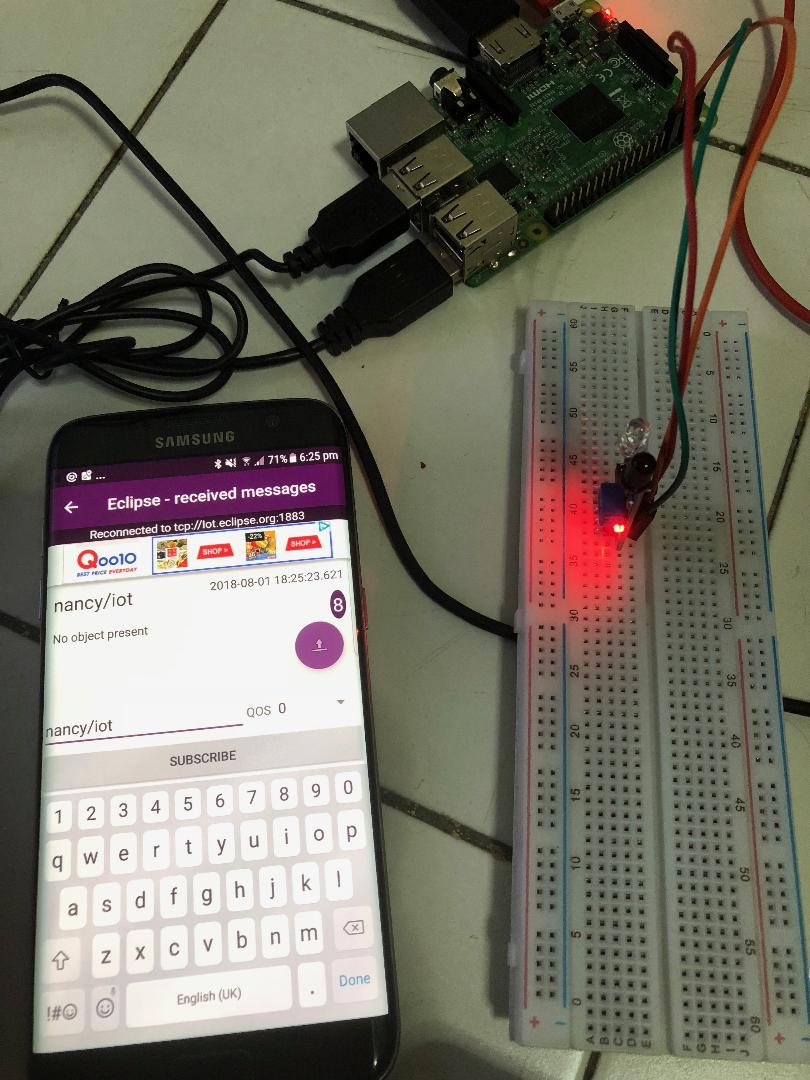 HDMI
SAMSUNG
71% 6:25 pm
Eclipse - received messages
Reconnected to tcp://iot.eclipse.org:1883
Qoo10
BEST PRICE EVERYDAY
SHOP >
-22%
SHOP >
2018-08-01 18:25:23.621
nancy/iot
8
No object present
nancy/iot
QOS 0
SUBSCRIBE
1 2 3 4 5 6 7 8 9 0
q w e r t y u i o p
a s d f g h j k l
z x c v b n m
!#
English (UK)
.
Done
+ - J I H G F
E D
+ -
60
55
50
45
40
35
30
25
20
15
10
5
0
0
5
10
15
20
25
30
35
40
45
50
55
60
+ - A B C D E
F G H I J
+ -